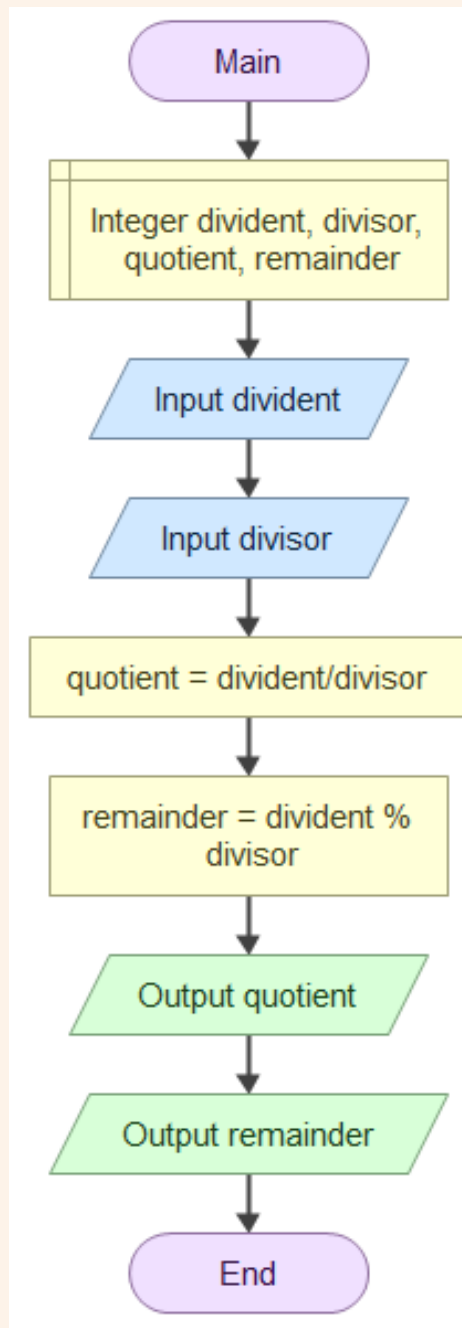 Main
Integer divident, divisor,
quotient, remainder
Input divident
Input divisor
quotient = divident/divisor
remainder = divident %
divisor
Output quotient
Output remainder
End